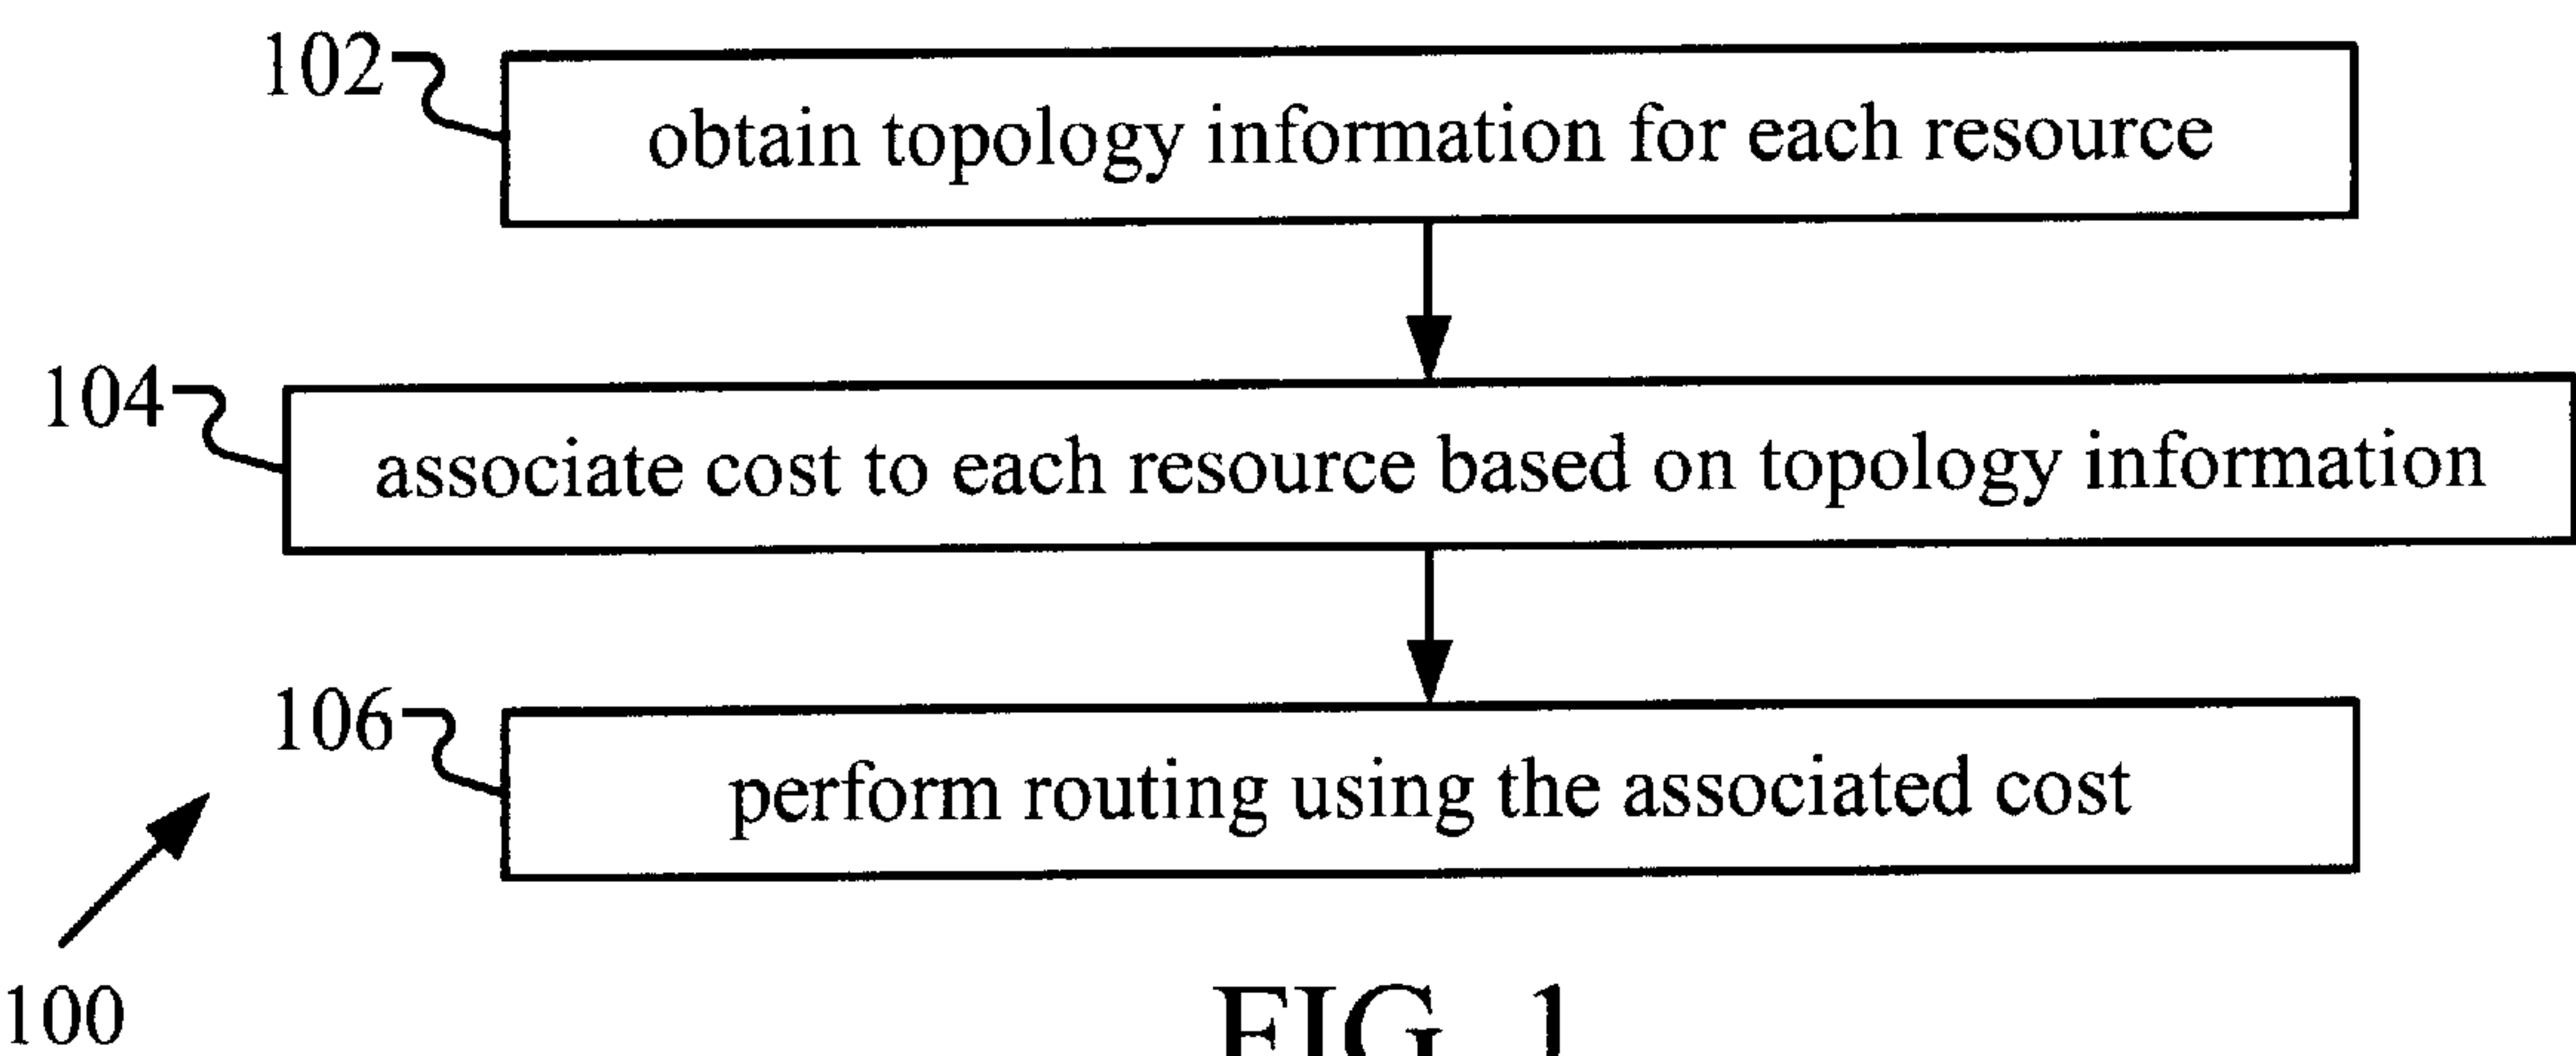 102
obtain topology information for each resource
104
associate cost to each resource based on topology information
106
perform routing using the associated cost
100
FIG. 1